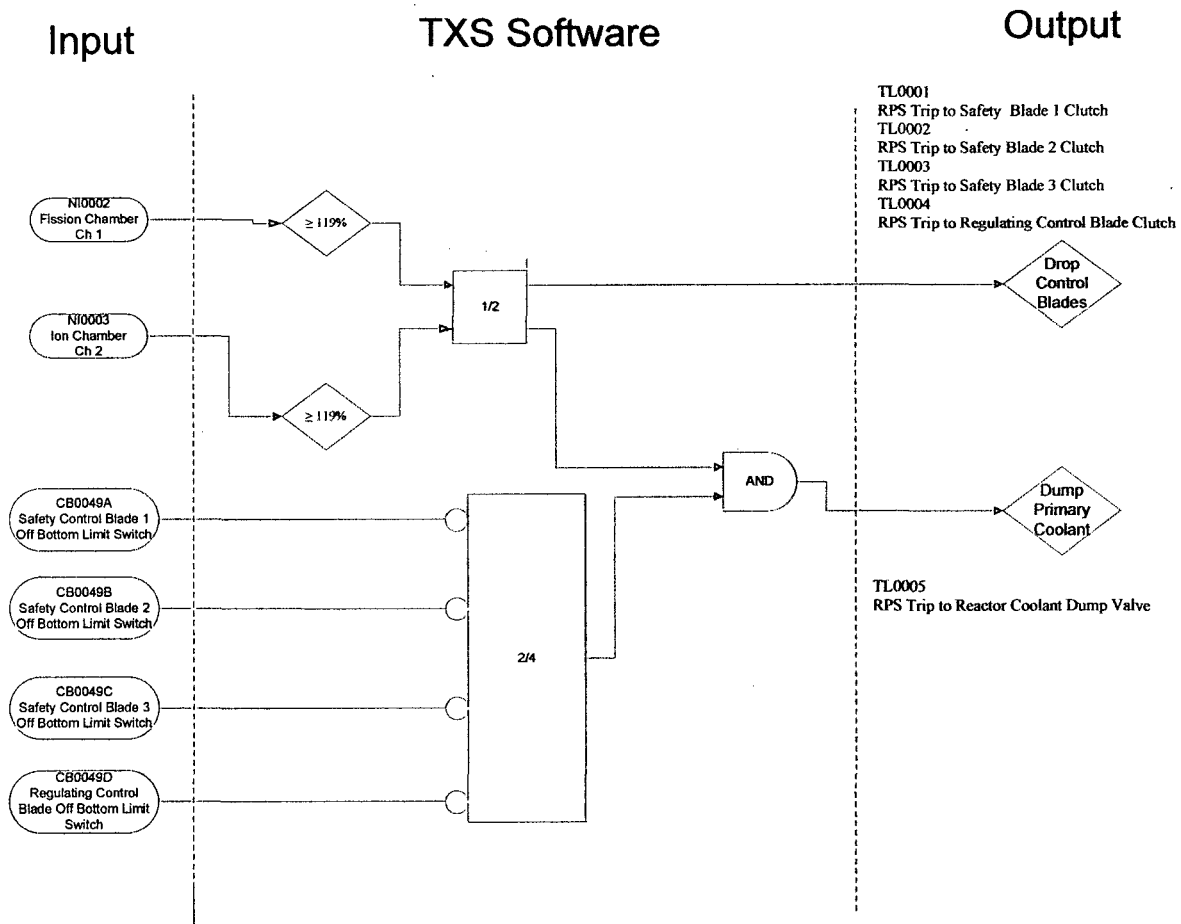 Input
TXS Software
Output
TL0001
RPS Trip to Safety Blade 1 Clutch
TL0002
RPS Trip to Safety Blade 2 Clutch
TL0003
RPS Trip to Safety Blade 3 Clutch
TL0004
RPS Trip to Regulating Control Blade Clutch
NI0002
Fission Chamber
Ch 1
≥ 119%
1/2
Drop
Control
Blades
NI0003
Ion Chamber
Ch 2
≥ 119%
AND
Dump
Primary
Coolant
CB0049A
Safety Control Blade 1
Off Bottom Limit Switch
CB0049B
Safety Control Blade 2
Off Bottom Limit Switch
2/4
TL0005
RPS Trip to Reactor Coolant Dump Valve
CB0049C
Safety Control Blade 3
Off Bottom Limit Switch
CB0049D
Regulating Control
Blade Off Bottom Limit
Switch